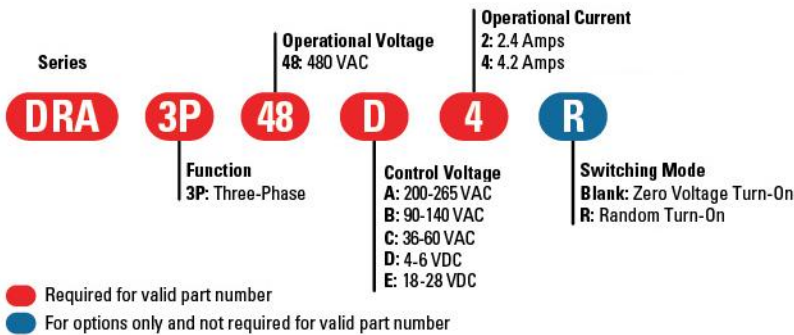 Operational Current
2: 2.4 Amps
4: 4.2 Amps
Operational Voltage
48: 480 VAC
Series
DRA 3P 48 D 4 R
Function
3P: Three-Phase
Control Voltage
A: 200-265 VAC
B: 90-140 VAC
C: 36-60 VAC
D: 4-6 VDC
E: 18-28 VDC
Switching Mode
Blank: Zero Voltage Turn-On
R: Random Turn-On
Required for valid part number
For options only and not required for valid part number